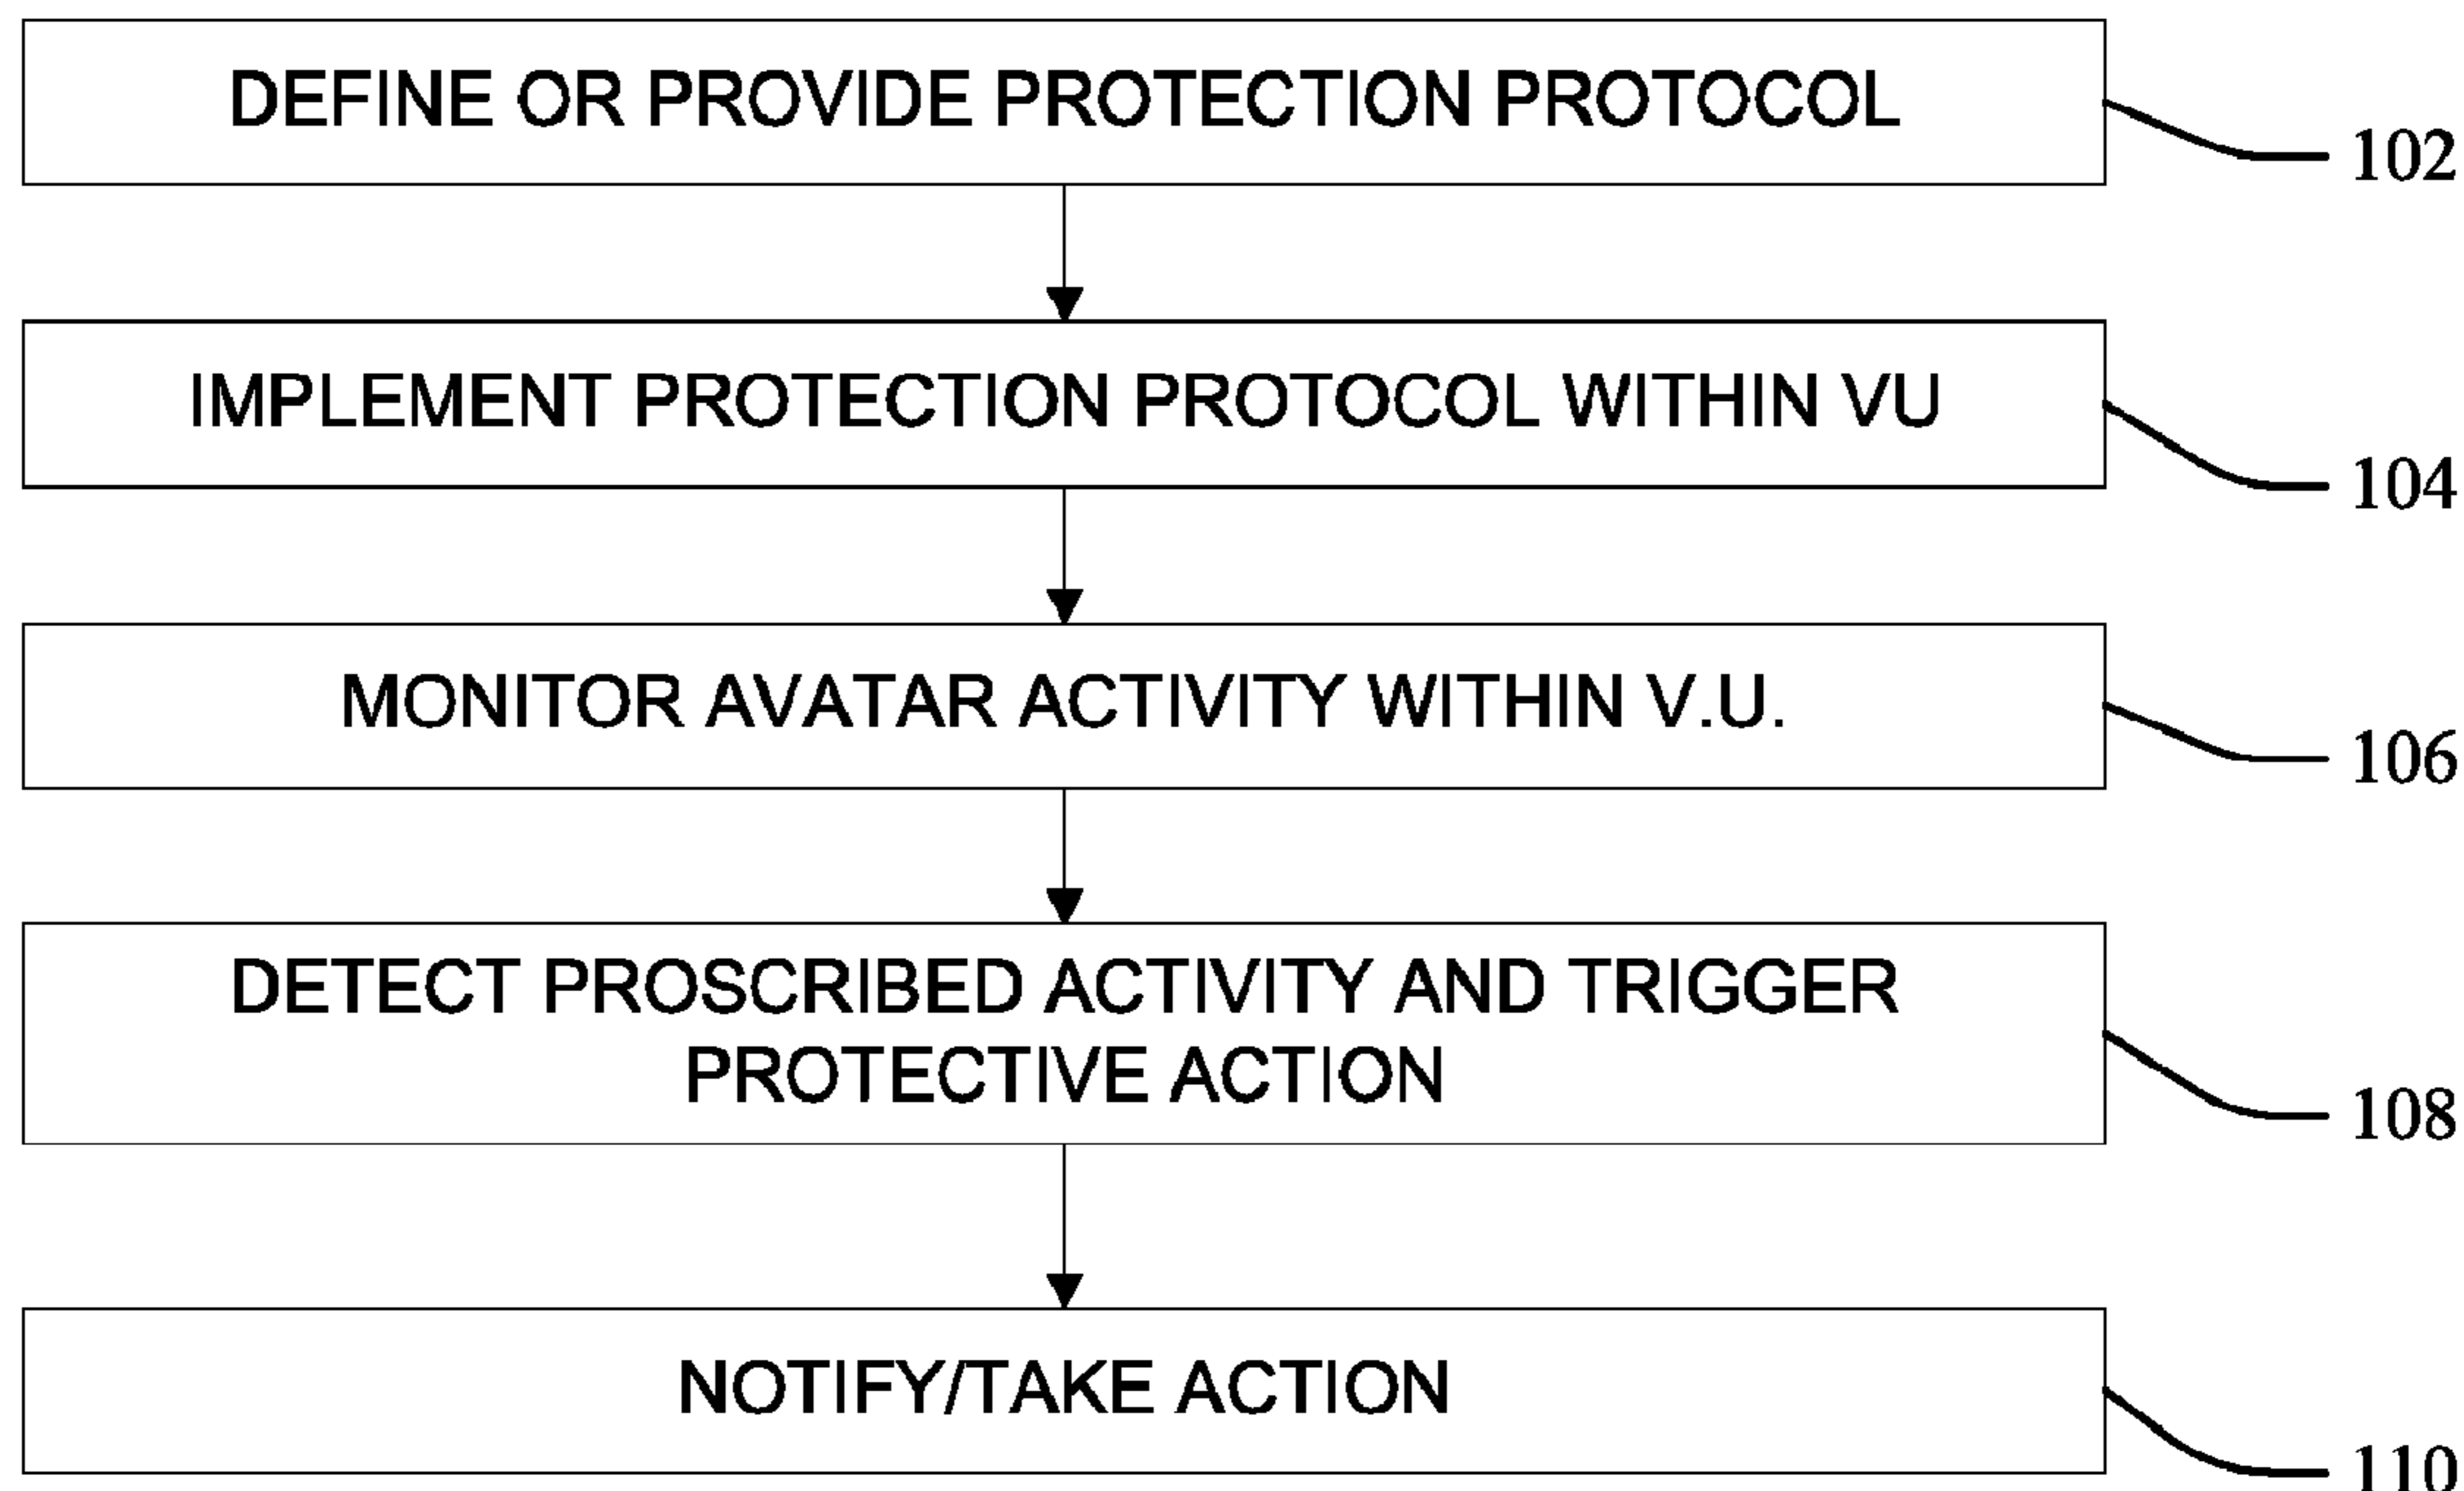 DEFINE OR PROVIDE PROTECTION PROTOCOL
102
IMPLEMENT PROTECTION PROTOCOL WITHIN VU
104
MONITOR AVATAR ACTIVITY WITHIN V.U.
106
DETECT PROSCRIBED ACTIVITY AND TRIGGER
PROTECTIVE ACTION
108
NOTIFY/TAKE ACTION
110